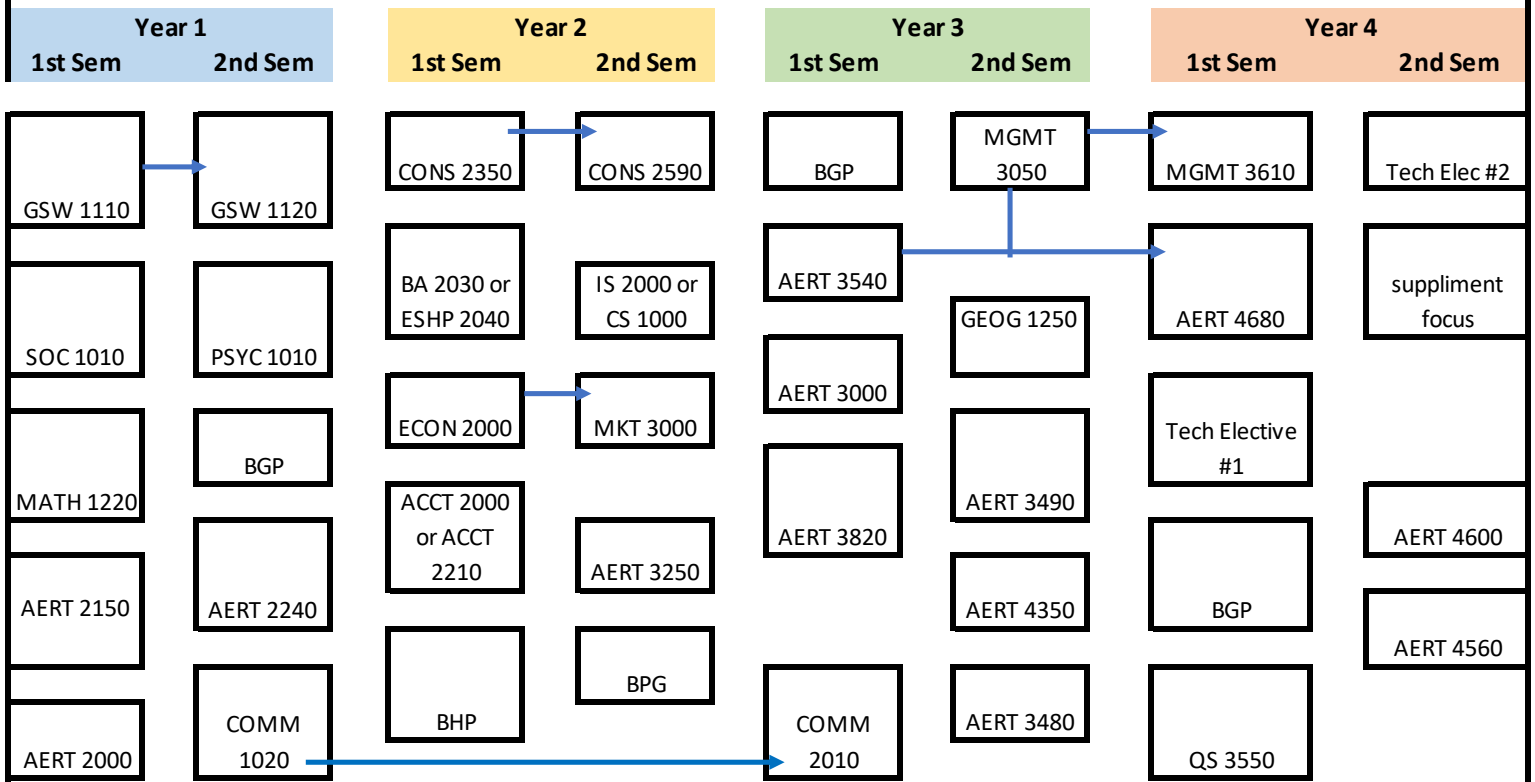 Year 1
1st Sem 2nd Sem
GSW 1110
SOC 1010
MATH 1220
AERT 2150
AERT 2000
GSW 1120
PSYC 1010
BGP
AERT 2240
COMM
1020
Year 2
1st Sem 2nd Sem
CONS 2350
BA 2030 or
ESHP 2040
ECON 2000
ACCT 2000
or ACCT
2210
BHP
CONS 2590
IS 2000 or
CS 1000
MKT 3000
AERT 3250
BPG
Year 3
1st Sem 2nd Sem
BGP
AERT 3540
AERT 3000
AERT 3820
COMM
2010
MGMT
3050
GEOG 1250
AERT 3490
AERT 4350
AERT 3480
Year 4
1st Sem 2nd Sem
MGMT 3610
AERT 4680
Tech Elective
#1
BGP
QS 3550
Tech Elec #2
suppliment
focus
AERT 4600
AERT 4560